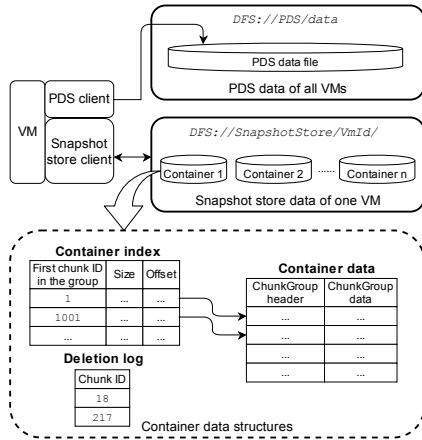 DFS://PDS/data
PDS data file
PDS data of all VMs
PDS client
VM
Snapshot
store client
DFS://SnapshotStore/VmId/
Container 1
Container 2
......
Container n
Snapshot store data of one VM
Container index
First chunk ID
in the group
Size
Offset
1
...
...
1001
...
...
...
...
...
Container data
ChunkGroup
header
ChunkGroup
data
...
...
...
...
...
...
...
...
Deletion log
Chunk ID
18
217
Container data structures